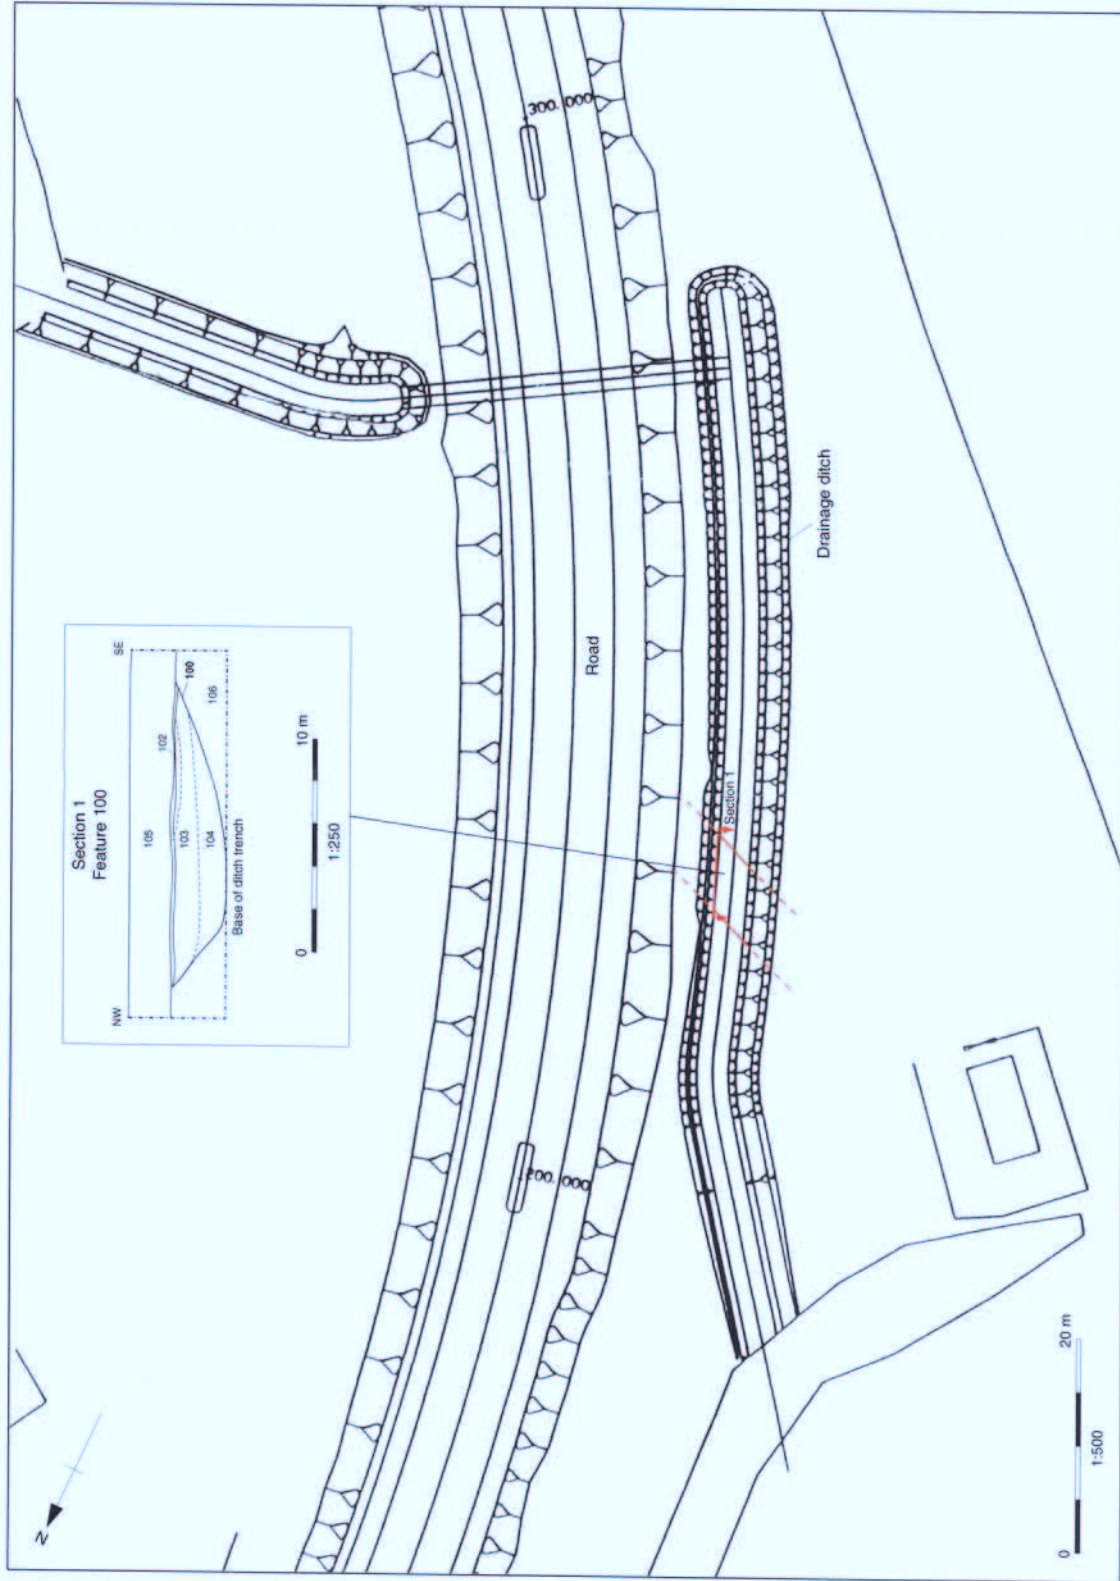 Section 1
Feature 100
NW
SE
105
102
103
104
100
106
Base of ditch trench
0
10 m
1:250
300.000
Road
200.000
Section 1
Drainage ditch
N
0
20 m
1:500